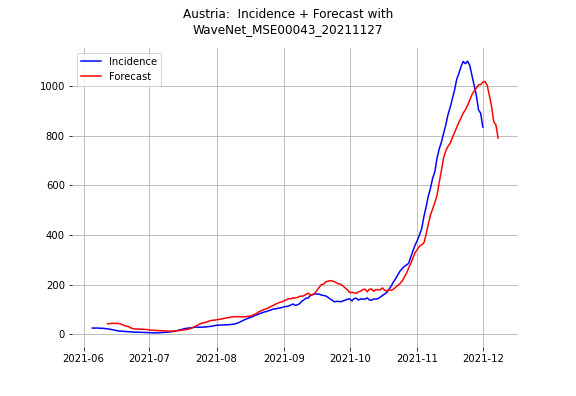 Austria:  Incidence + Forecast with
WaveNet_MSE00043_20211127
Incidence
Forecast
1000
800
600
400
200
0
2021-06 2021-07 2021-08 2021-09 2021-10 2021-11 2021-12